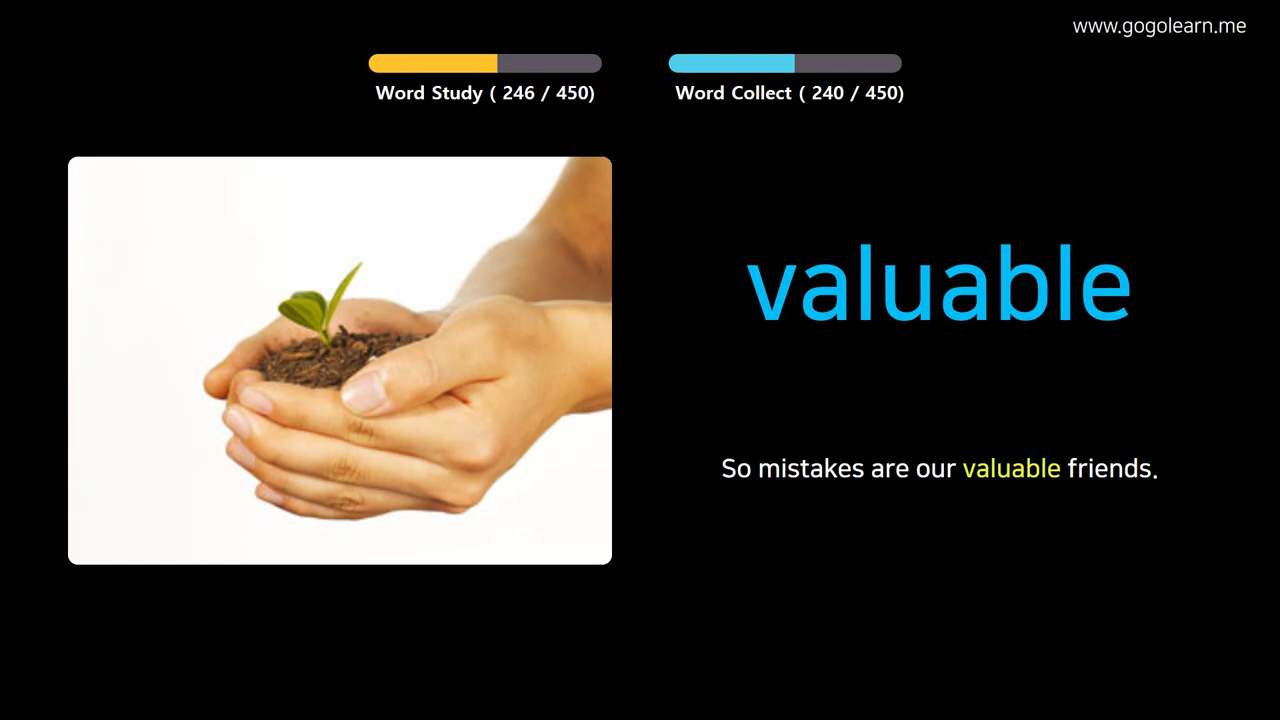 www.gogolearn.me
Word Study ( 246 / 450)
Word Collect ( 240 / 450)
valuable
So mistakes are our valuable friends.